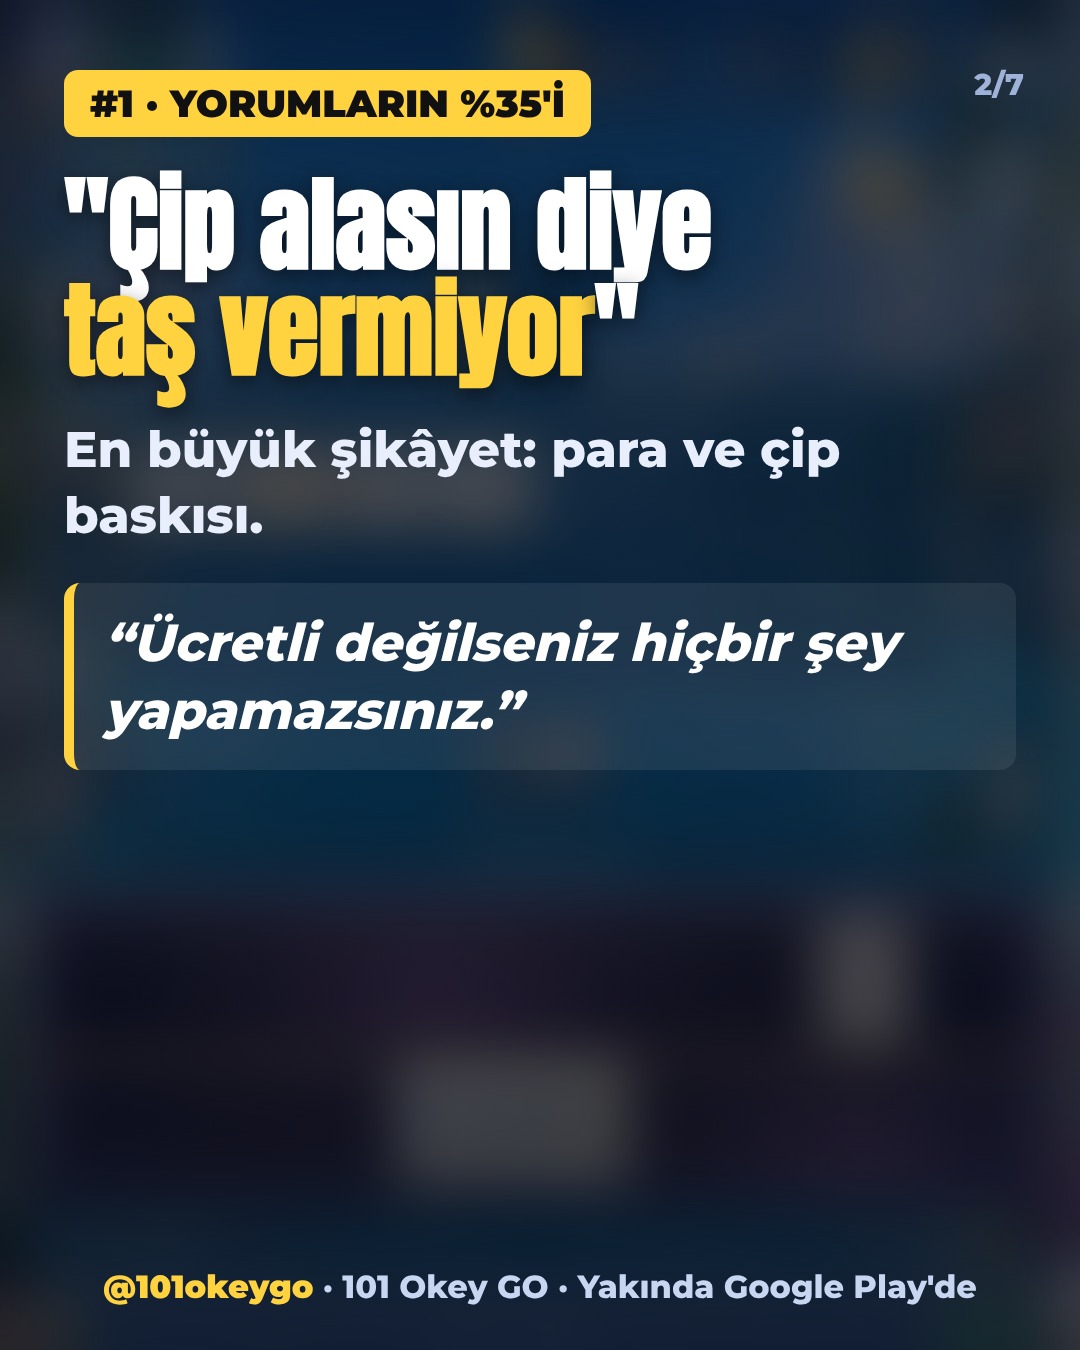 #1 • YORUMLARIN %35'İ
2/7
"Çip alasın diye
taş vermiyor"
En büyük şikâyet: para ve çip
baskısı.
“Ücretli değilseniz hiçbir şey
yapamazsınız.”
@101okeygo · 101 Okey GO · Yakında Google Play'de